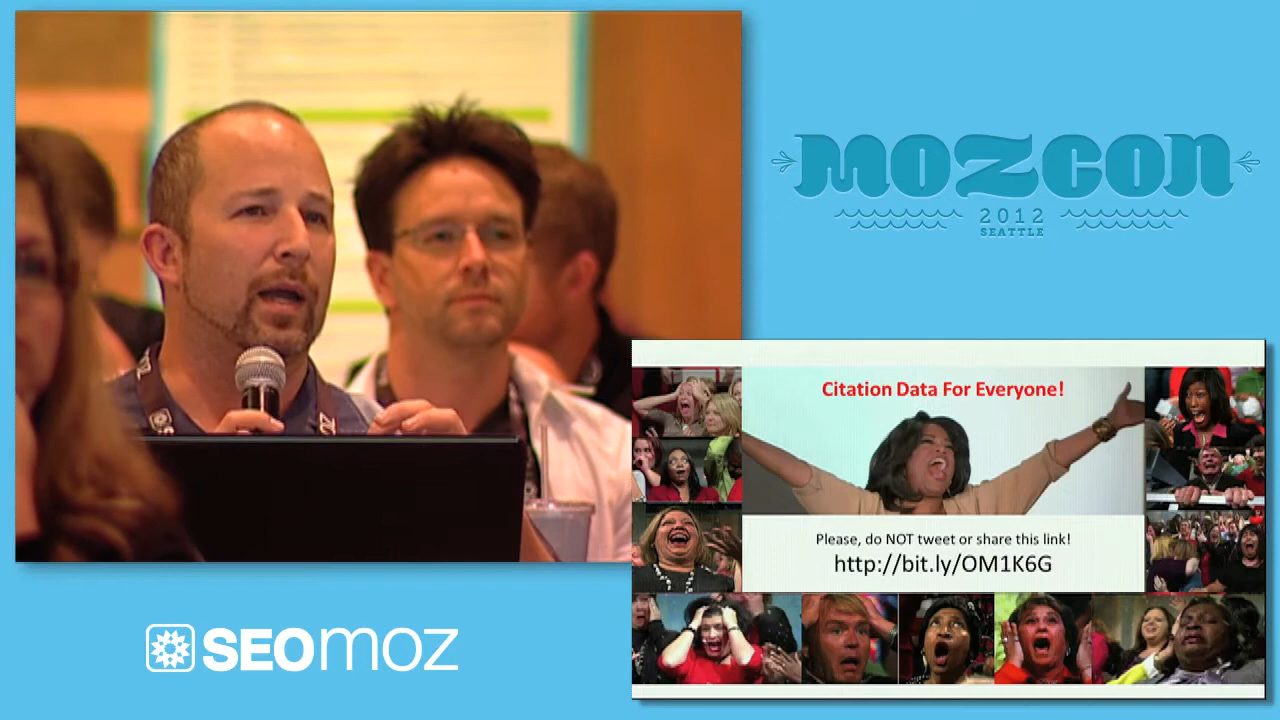 MOZCON
2012
SEATTLE
Citation Data For Everyone!
Please, do NOT tweet or share this link!
http://bit.ly/OM1K6G
SEOMOZ